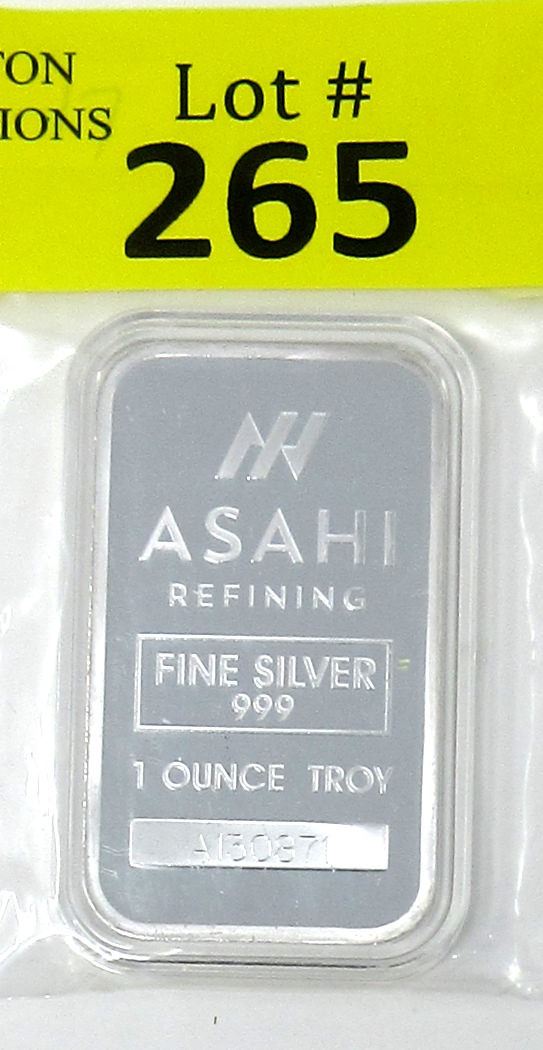 TON
IONS
Lot #
265
ASAHI
REFINING
FINE SILVER
999
1 OUNCE TROY